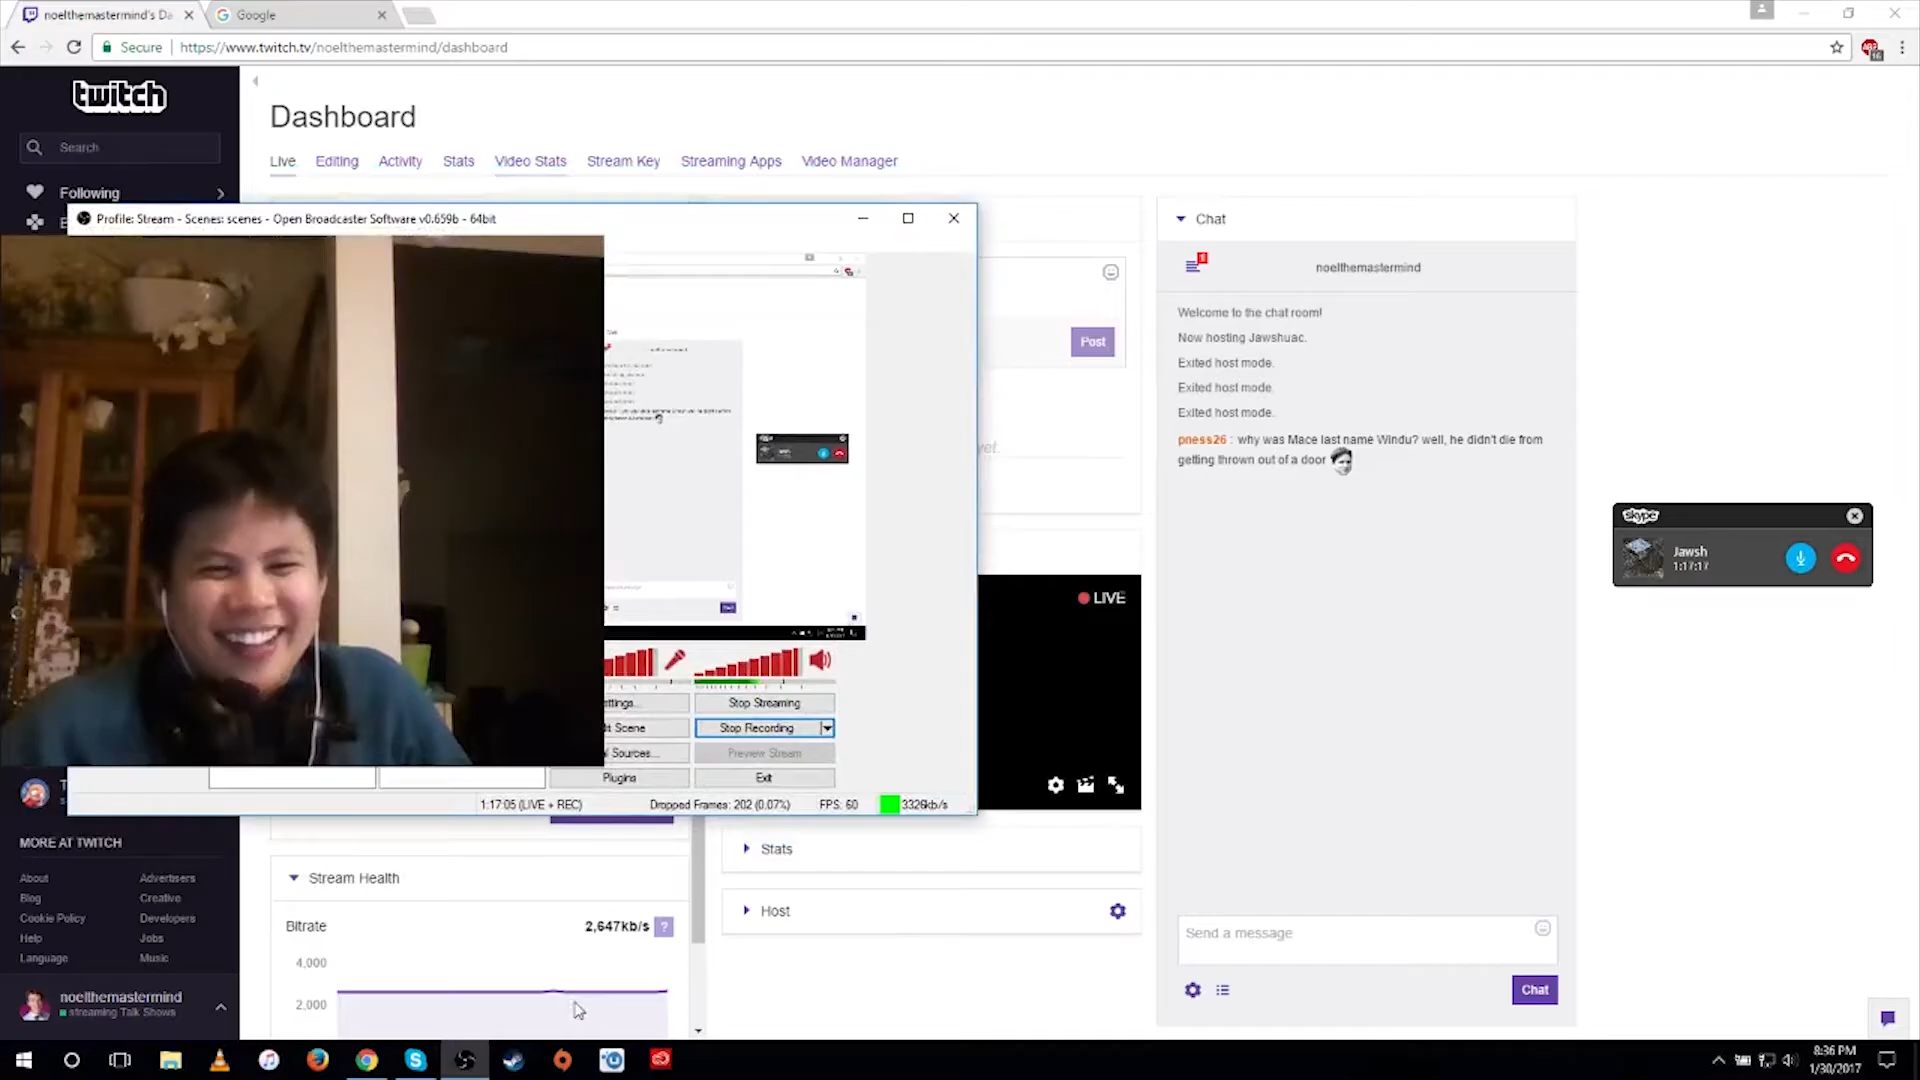 noelthemastermind's Da
Google
Secure
https://www.twitch.tv/noelthemastermind/dashboard
twitch
Search
Following
Dashboard
Live
Editing
Activity
Stats
Video Stats
Stream Key
Streaming Apps
Video Manager
Profile: Stream - Scenes: scenes - Open Broadcaster Software v0.659b - 64bit
Post
yet.
LIVE
ettings...
Stop Streaming
it Scene
Stop Recording
l Sources...
Preview Stream
Plugins
Exit
1:17:05 (LIVE + REC)
Dropped Frames: 202 (0.07%)
FPS: 60
3326kb/s
Chat
1
noelthemastermind
Welcome to the chat room!
Now hosting Jawshuac.
Exited host mode.
Exited host mode.
Exited host mode.
pness26 : why was Mace last name Windu? well, he didn't die from
getting thrown out of a door
Send a message
Chat
skype
Jawsh
1:17:17
Stats
Host
Stream Health
Bitrate
2,647kb/s
?
4,000
2,000
MORE AT TWITCH
About
Advertisers
Blog
Creative
Cookie Policy
Developers
Help
Jobs
Language
Music
noelthemastermind
streaming Talk Shows
8:36 PM
1/30/2017